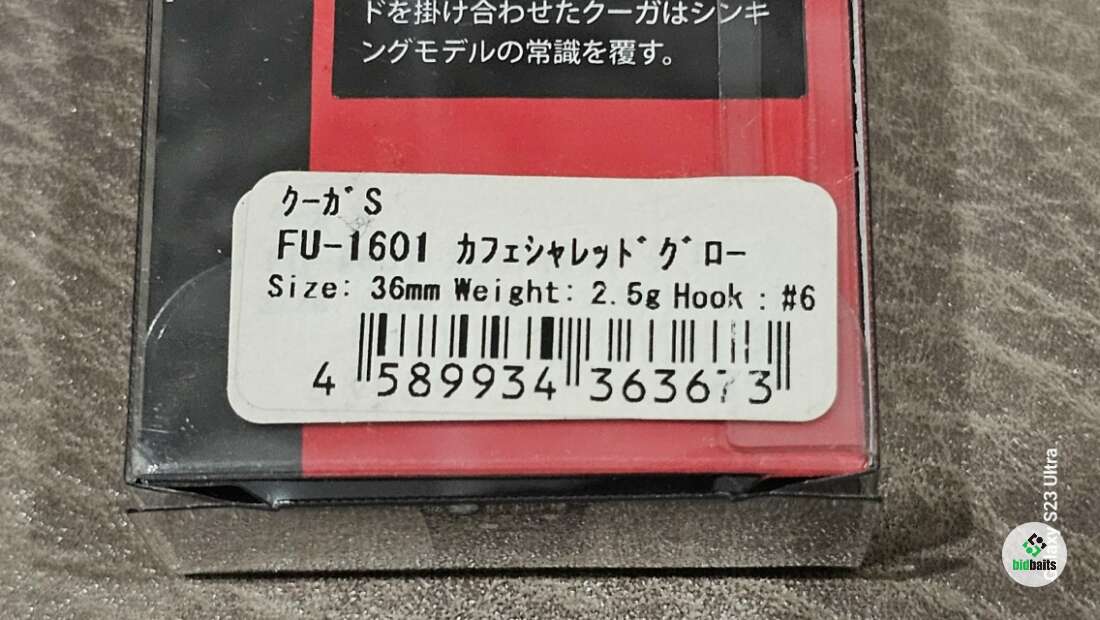 ドを掛け合わせたクーガはシンキ
ングモデルの常識を覆す。
ｸｰｶﾞ S
FU-1601 ｶﾌｪｼｬﾚｯﾄﾞｸﾞﾛｰ
Size: 36mm Weight: 2.5g Hook : #6
4 589934 363673
Galaxy S23 Ultra
bidbaits